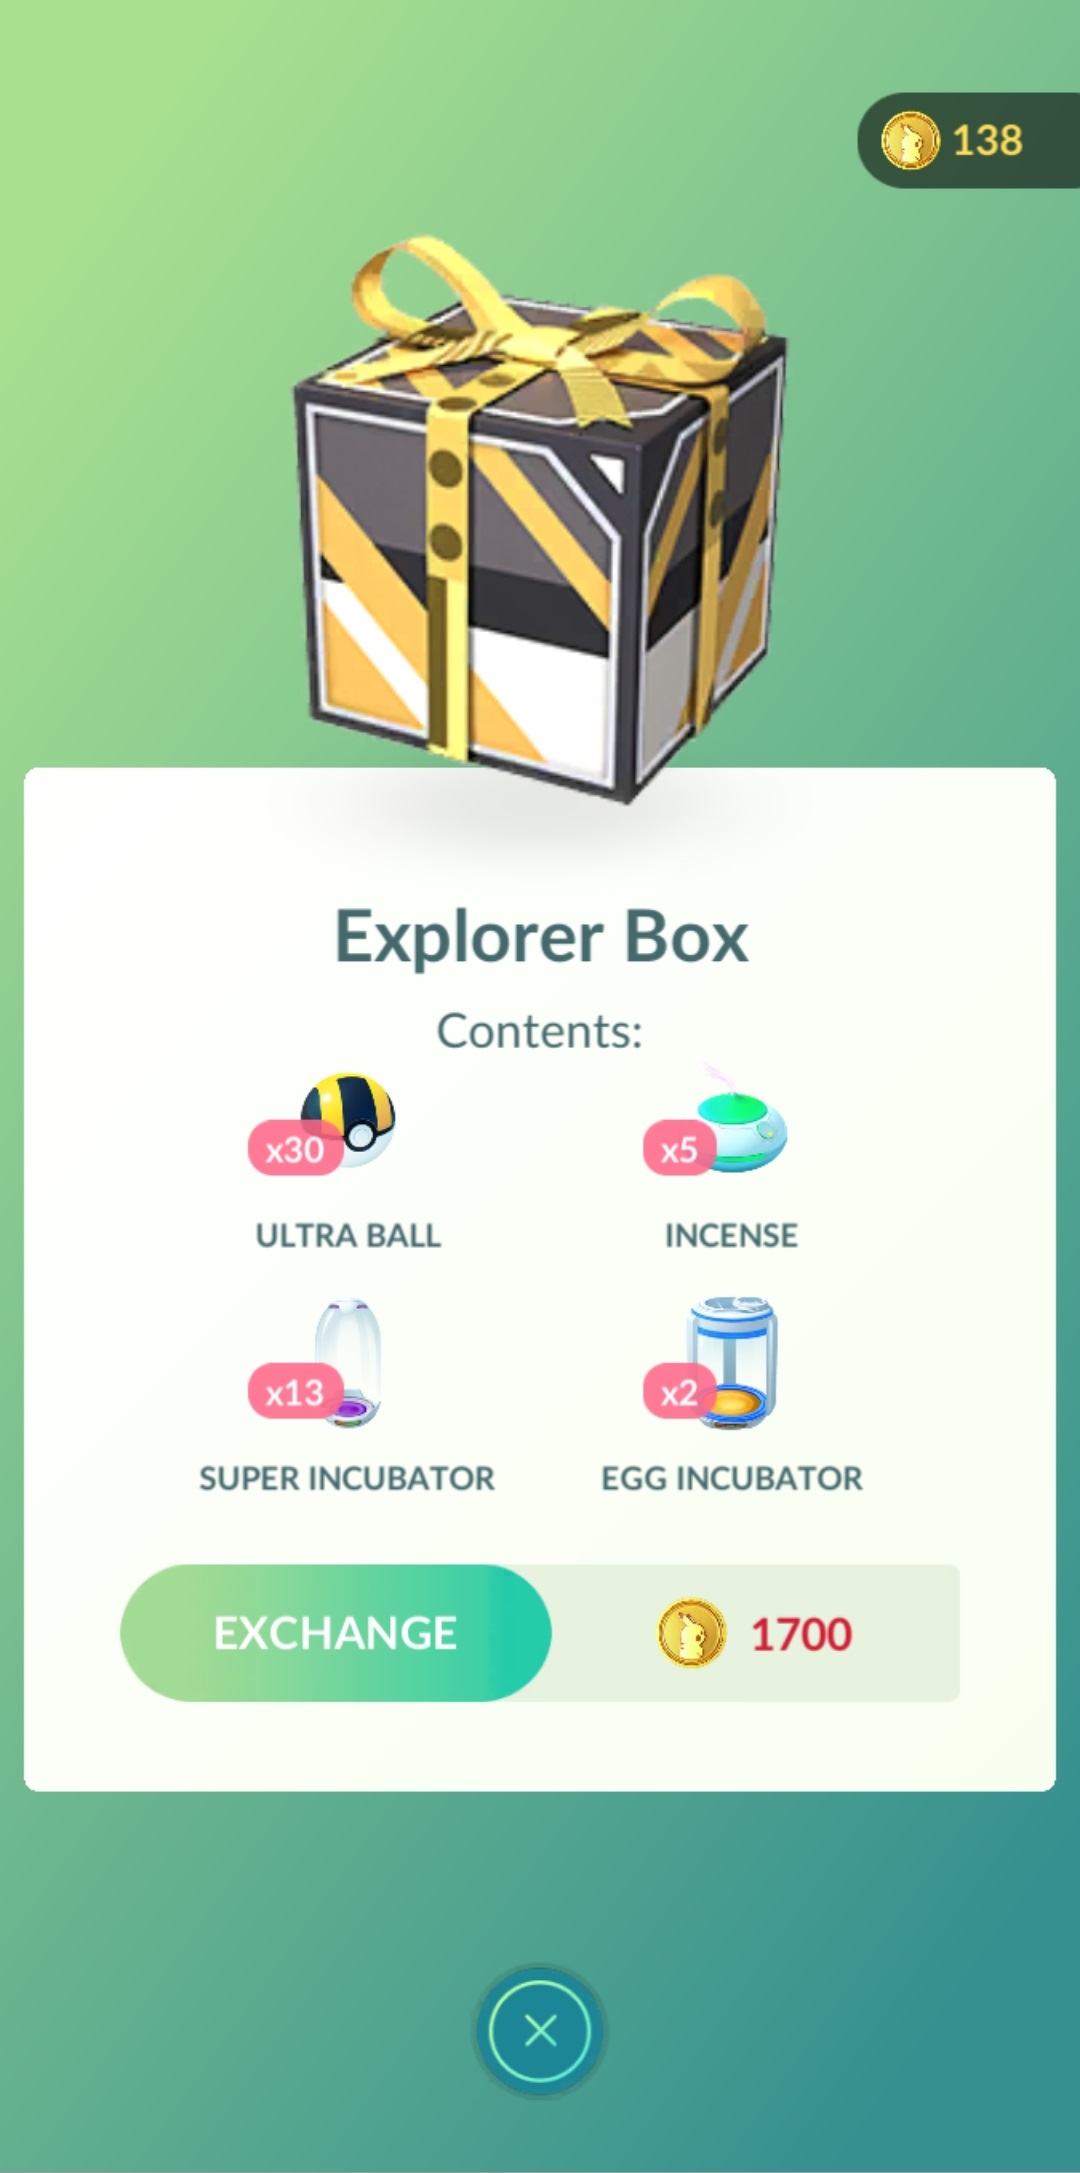 138
Explorer Box
Contents:
x30
x5
ULTRA BALL
INCENSE
x13
x2
SUPER INCUBATOR
EGG INCUBATOR
EXCHANGE
1700